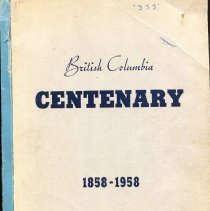 "B.S.S"
British Columbia
CENTENARY
1858-1958